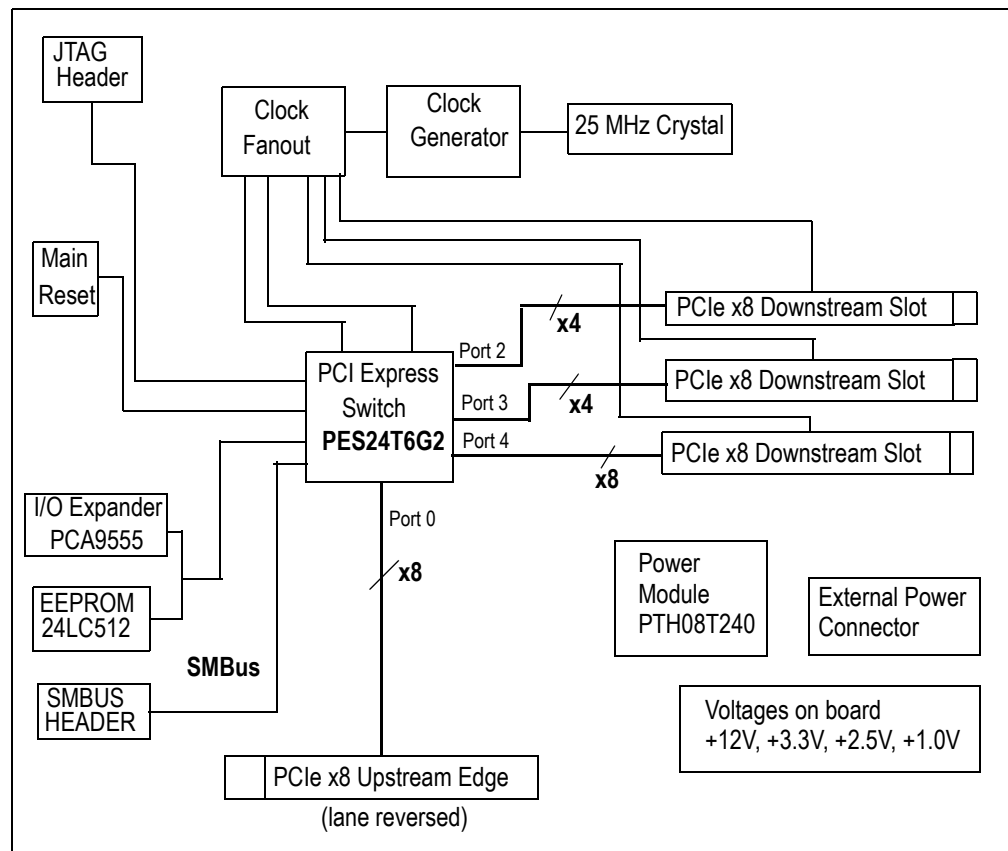 JTAG
Header
Clock
Fanout
Clock
Generator
25 MHz Crystal
Main
Reset
PCIe x8 Downstream Slot
x4
Port 2
PCI Express
Switch
PES24T6G2
PCIe x8 Downstream Slot
x4
Port 3
Port 4
PCIe x8 Downstream Slot
x8
I/O Expander
PCA9555
Port 0
x8
EEPROM
24LC512
Power
Module
PTH08T240
External Power
Connector
SMBus
SMBUS
HEADER
Voltages on board
+12V, +3.3V, +2.5V, +1.0V
PCIe x8 Upstream Edge
(lane reversed)